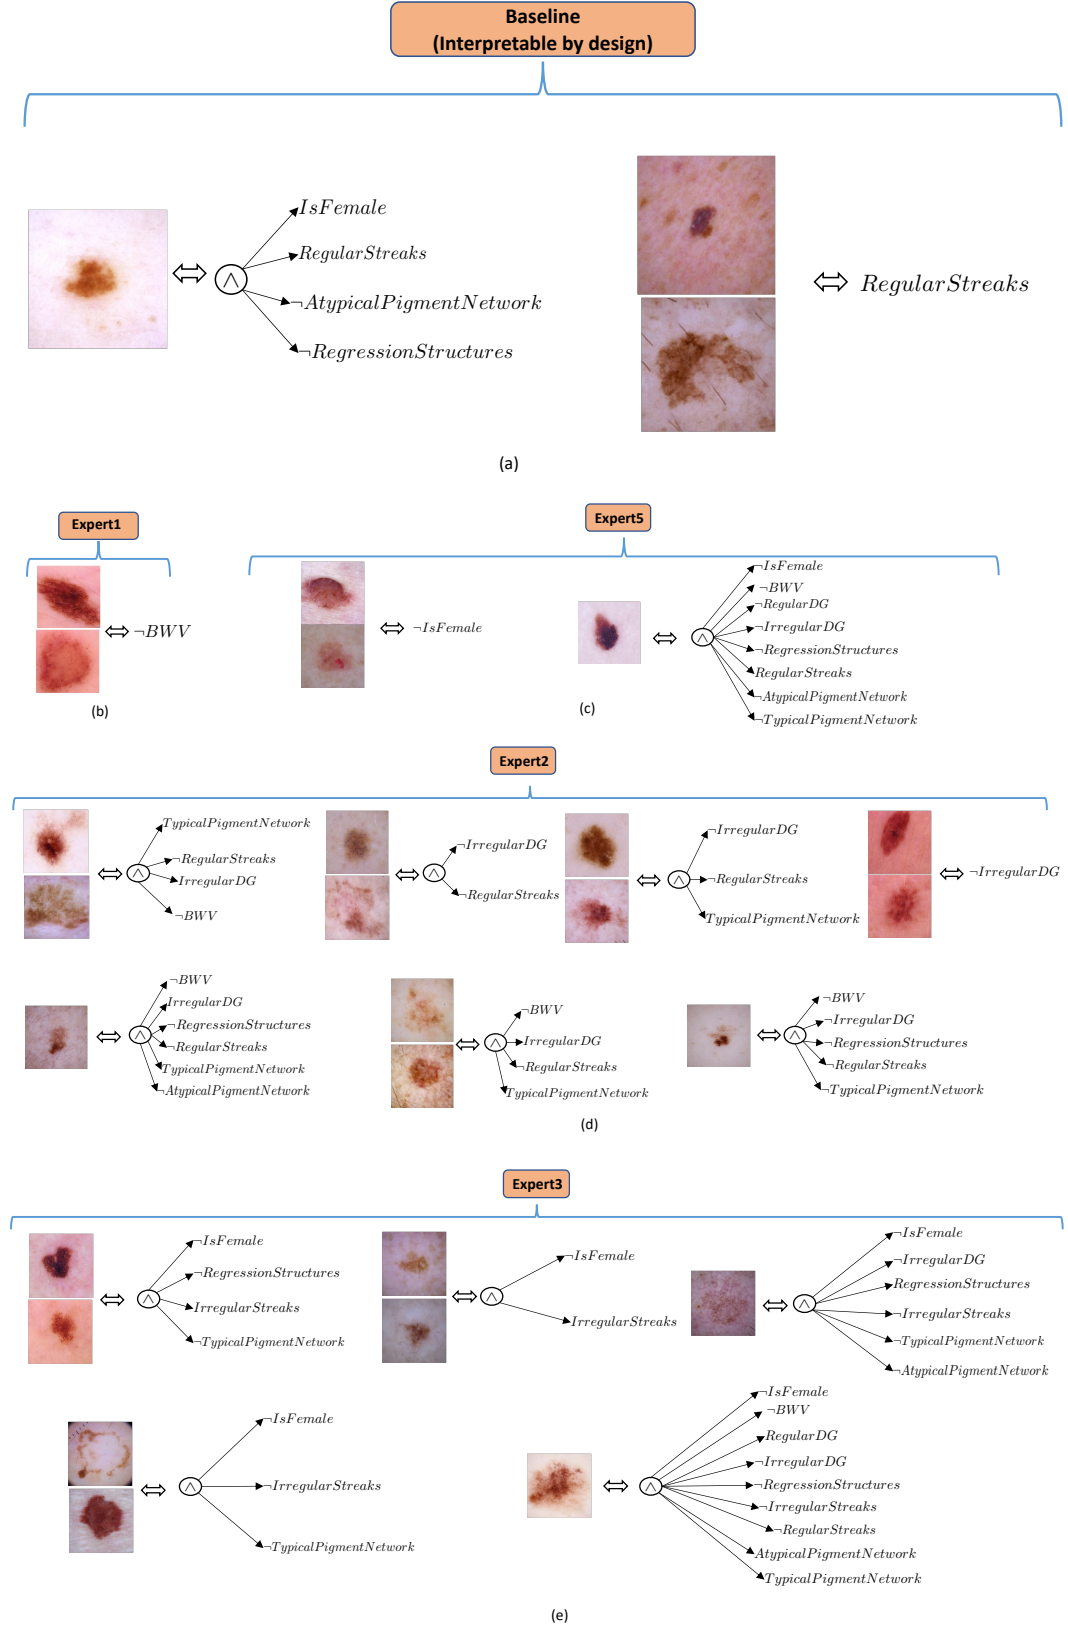 Baseline
(Interpretable by design)
IsFemale
RegularStreaks
∧
¬AtypicalPigmentNetwork
¬RegressionStructures
RegularStreaks
(a)
Expert1
¬BWV
(b)
Expert5
¬IsFemale
∧
¬IsFemale
¬BWV
¬RegularDG
¬IrregularDG
¬RegressionStructures
RegularStreaks
¬AtypicalPigmentNetwork
¬TypicalPigmentNetwork
(c)
Expert2
∧
TypicalPigmentNetwork
¬RegularStreaks
IrregularDG
¬BWV
∧
¬IrregularDG
¬RegularStreaks
∧
¬IrregularDG
¬RegularStreaks
TypicalPigmentNetwork
¬IrregularDG
∧
¬BWV
IrregularDG
¬RegressionStructures
¬RegularStreaks
TypicalPigmentNetwork
¬AtypicalPigmentNetwork
∧
¬BWV
IrregularDG
¬RegularStreaks
TypicalPigmentNetwork
∧
¬BWV
¬IrregularDG
¬RegressionStructures
¬RegularStreaks
¬TypicalPigmentNetwork
(d)
Expert3
∧
¬IsFemale
¬RegressionStructures
IrregularStreaks
¬TypicalPigmentNetwork
∧
¬IsFemale
IrregularStreaks
∧
¬IsFemale
¬IrregularDG
RegressionStructures
¬IrregularStreaks
¬TypicalPigmentNetwork
¬AtypicalPigmentNetwork
∧
¬IsFemale
¬IrregularStreaks
¬TypicalPigmentNetwork
∧
¬IsFemale
¬BWV
RegularDG
¬IrregularDG
¬RegressionStructures
¬IrregularStreaks
¬RegularStreaks
AtypicalPigmentNetwork
TypicalPigmentNetwork
(e)